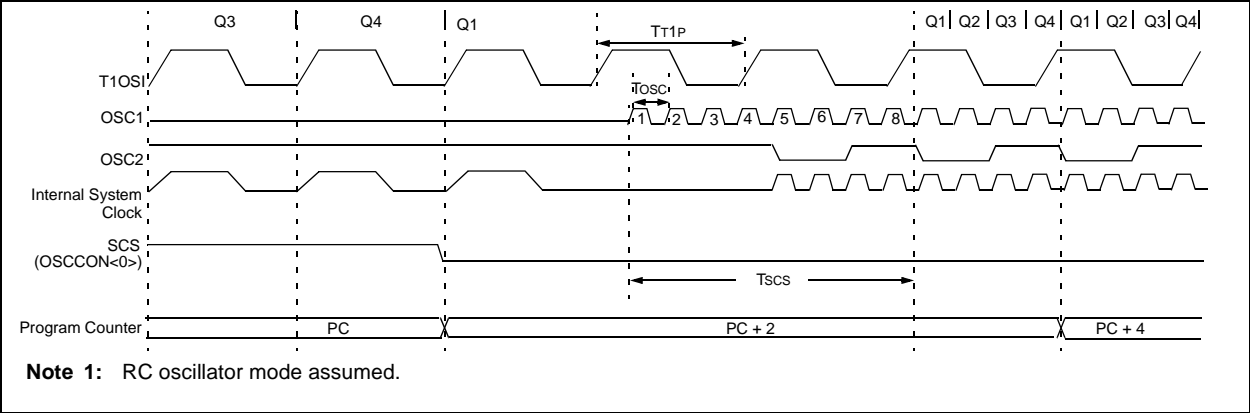 Q3 Q4 Q1 Q1 Q2 Q3 Q4 Q1 Q2 Q3 Q4
TT1P
T1OSI
TOSC
OSC1
1 2 3 4 5 6 7 8
OSC2
Internal System
Clock
SCS
(OSCCON<0>)
TSCS
Program Counter PC PC + 2 PC + 4
Note 1: RC oscillator mode assumed.